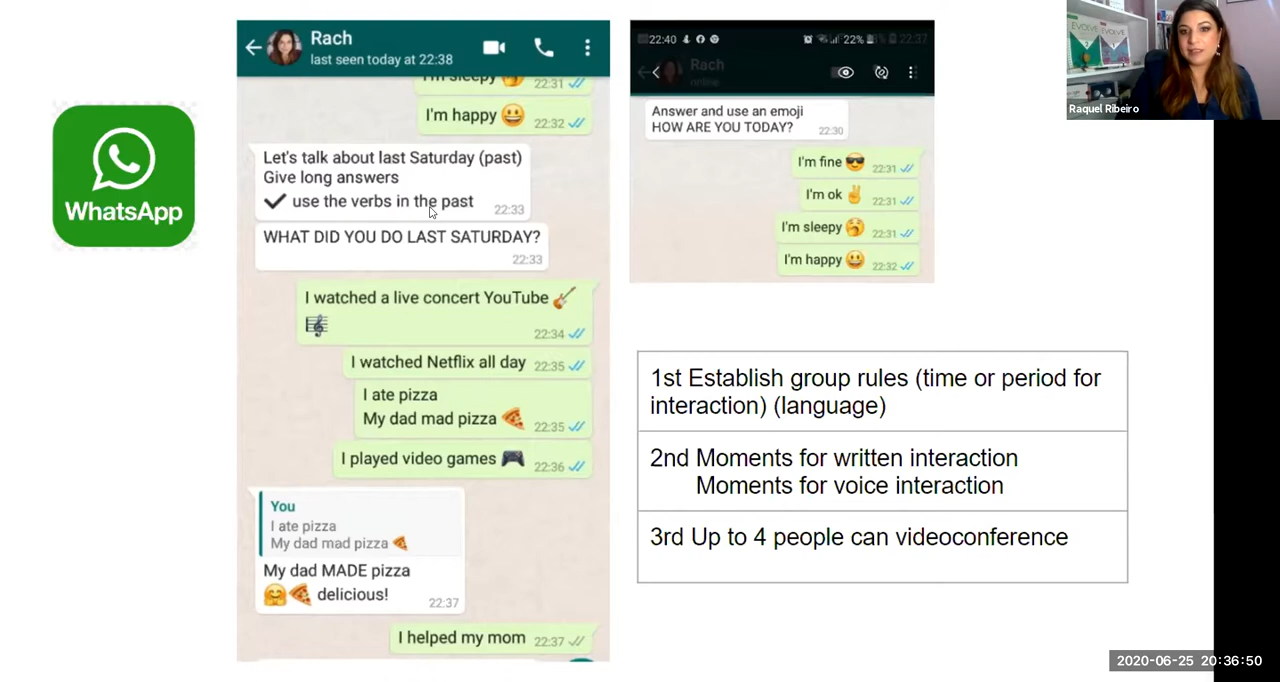 WhatsApp
Rach
last seen today at 22:38
I'm sleepy 🥱 22:31
I'm happy 😀 22:32
Let's talk about last Saturday (past)
Give long answers
✔ use the verbs in the past 22:33
WHAT DID YOU DO LAST SATURDAY?
22:33
I watched a live concert YouTube 🎸
🎼 22:34
I watched Netflix all day 22:35
I ate pizza
My dad mad pizza 🍕 22:35
I played video games 🎮 22:36
You
I ate pizza
My dad mad pizza 🍕
My dad MADE pizza
🤗🍕 delicious! 22:37
I helped my mom 22:37
22:40 22% 22:37
Rach
online
Answer and use an emoji
HOW ARE YOU TODAY? 22:30
I'm fine 😎 22:31
I'm ok ✌ 22:31
I'm sleepy 🥱 22:31
I'm happy 😀 22:32
1st Establish group rules (time or period for
interaction) (language)
2nd Moments for written interaction
Moments for voice interaction
3rd Up to 4 people can videoconference
EVOLVE EVOLVE
Raquel Ribeiro
2020-06-25 20:36:50